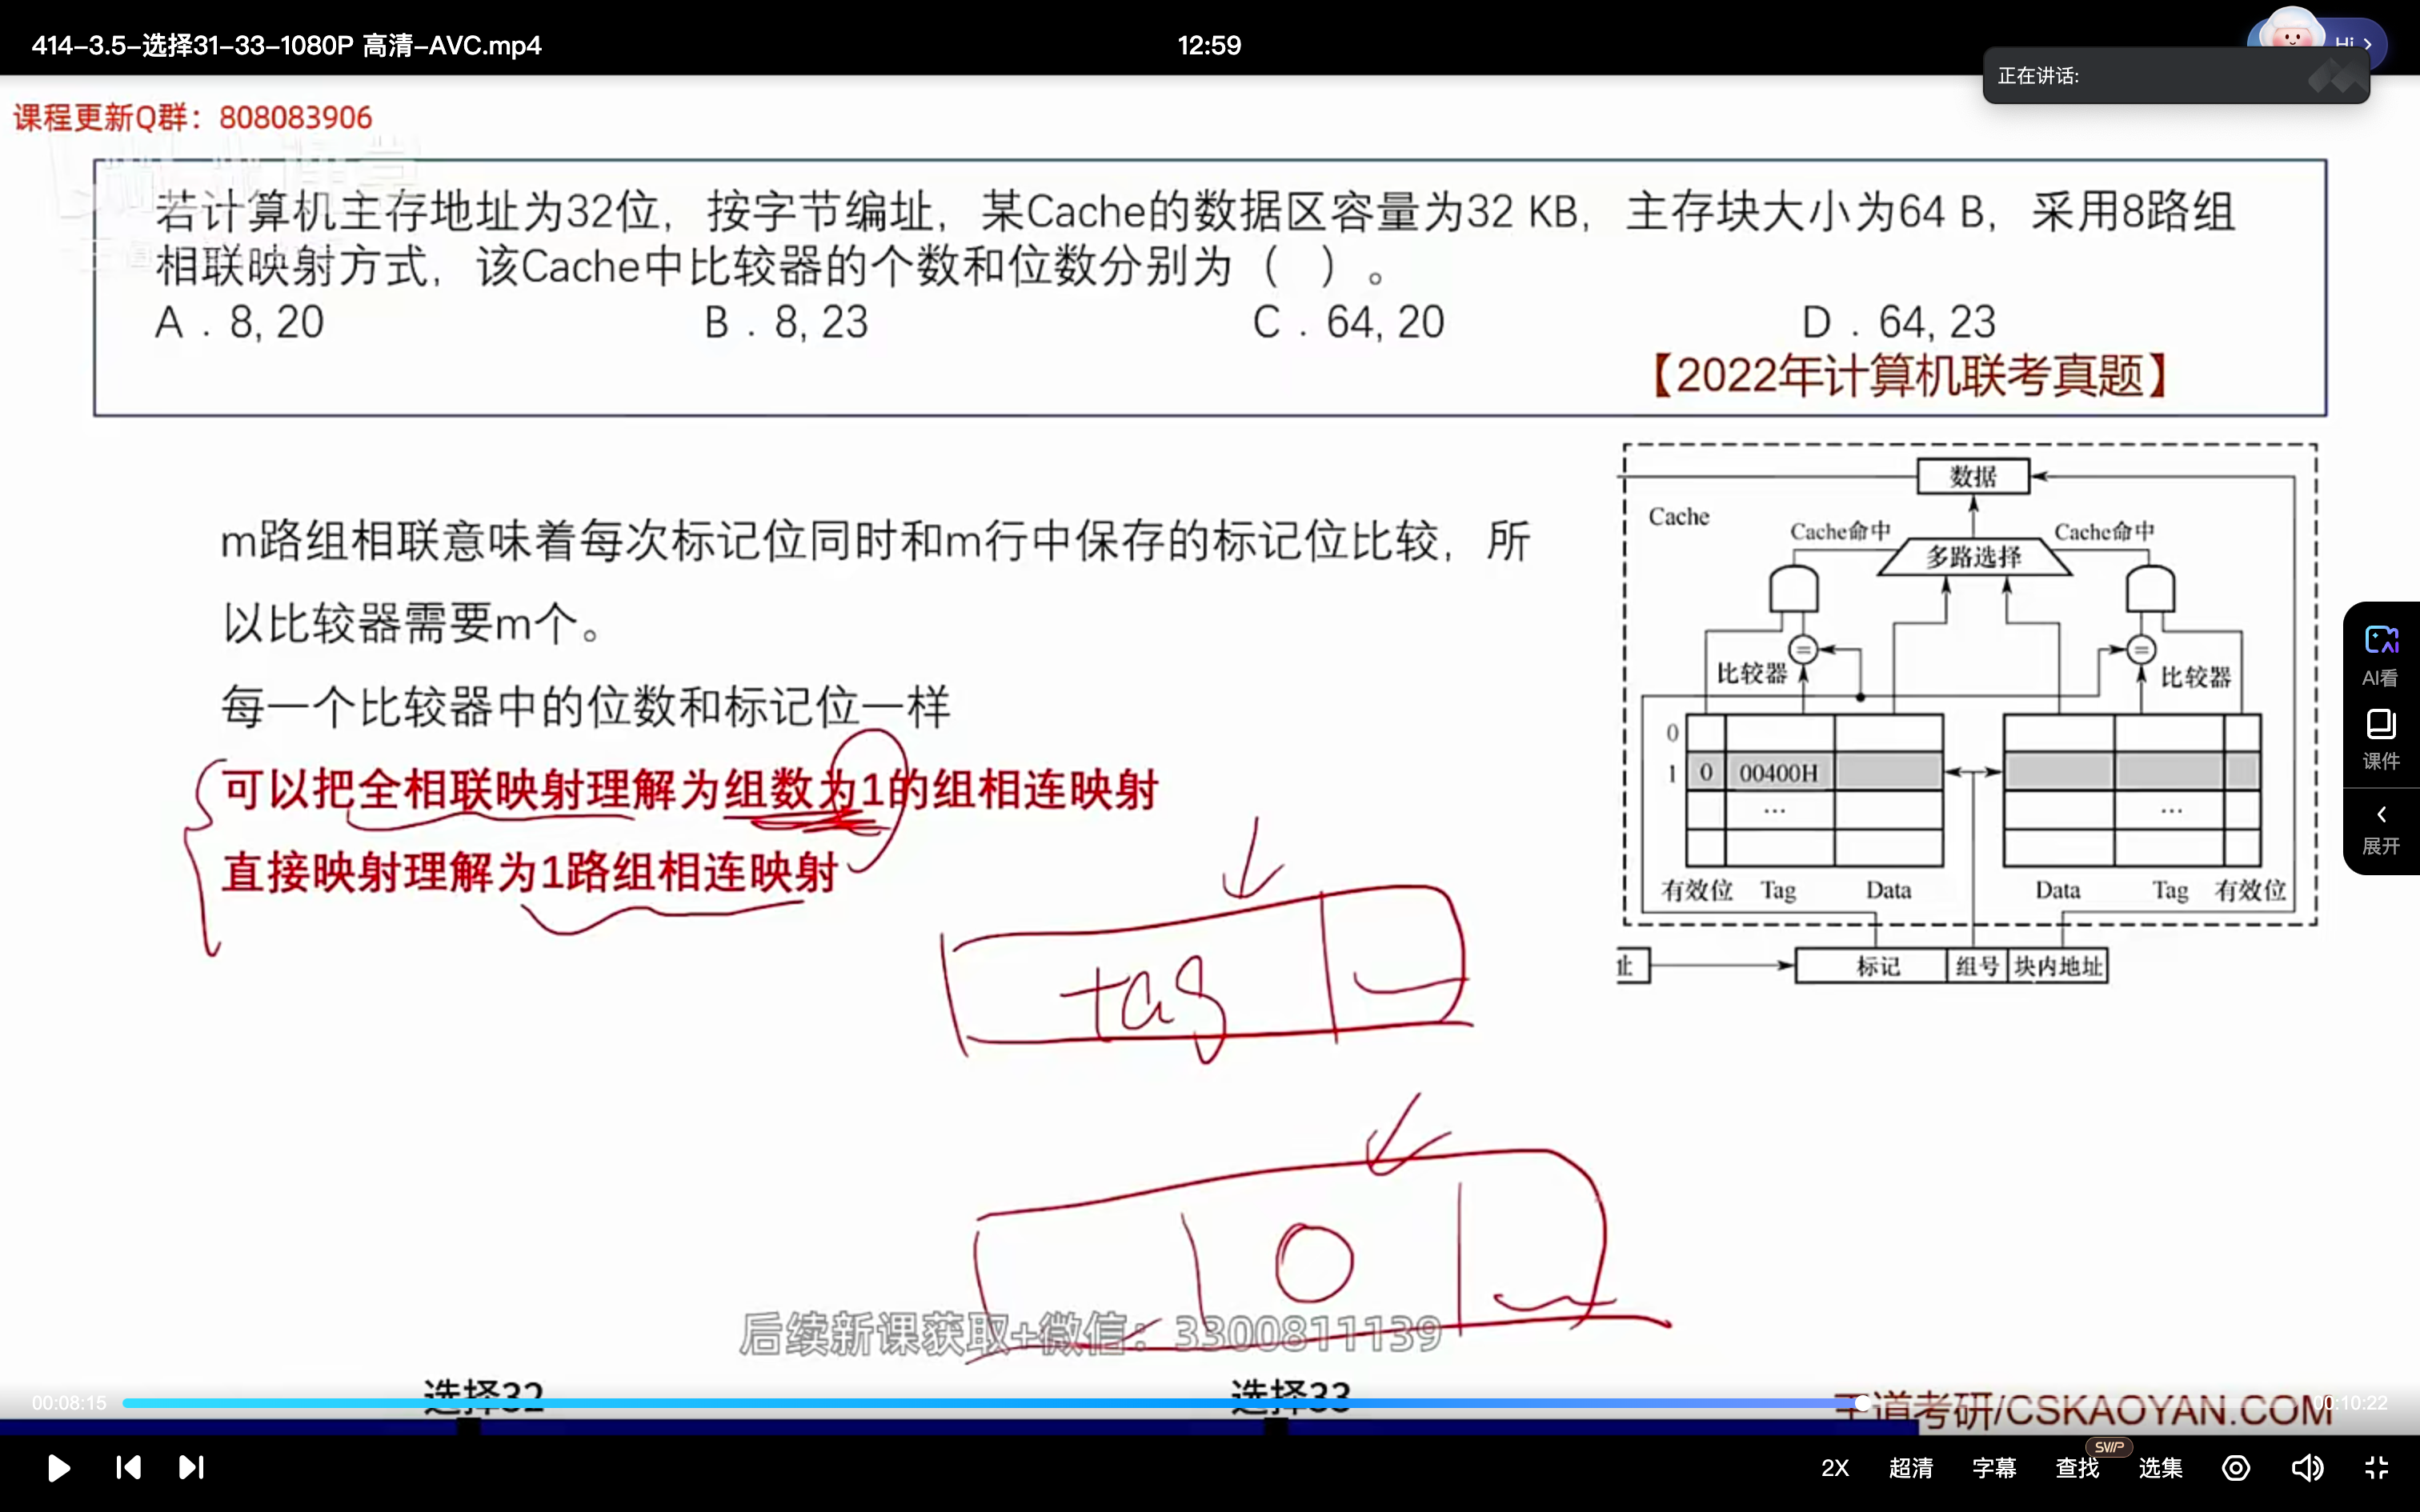 414-3.5-选择31-33-1080P 高清-AVC.mp4
12:59
Hi >
正在讲话:
课程更新Q群：808083906
若计算机主存地址为32位，按字节编址，某Cache的数据区容量为32 KB，主存块大小为64 B，采用8路组
相联映射方式，该Cache中比较器的个数和位数分别为（ ）。
A．8, 20 B．8, 23 C．64, 20 D．64, 23
【2022年计算机联考真题】
m路组相联意味着每次标记位同时和m行中保存的标记位比较，所
以比较器需要m个。
每一个比较器中的位数和标记位一样
可以把全相联映射理解为组数为1的组相连映射
直接映射理解为1路组相连映射
tag
0
数据
Cache
Cache命中
Cache命中
多路选择
比较器
=
=
比较器
0
1 0 00400H
...
...
有效位 Tag Data
Data Tag 有效位
址
标记 组号 块内地址
AI看
课件
展开
后续新课获取+微信：3300811139
选择32
选择33
王道考研/CSKAOYAN.COM
00:08:15
00:10:22
2X
超清
字幕
查找
SVIP
选集